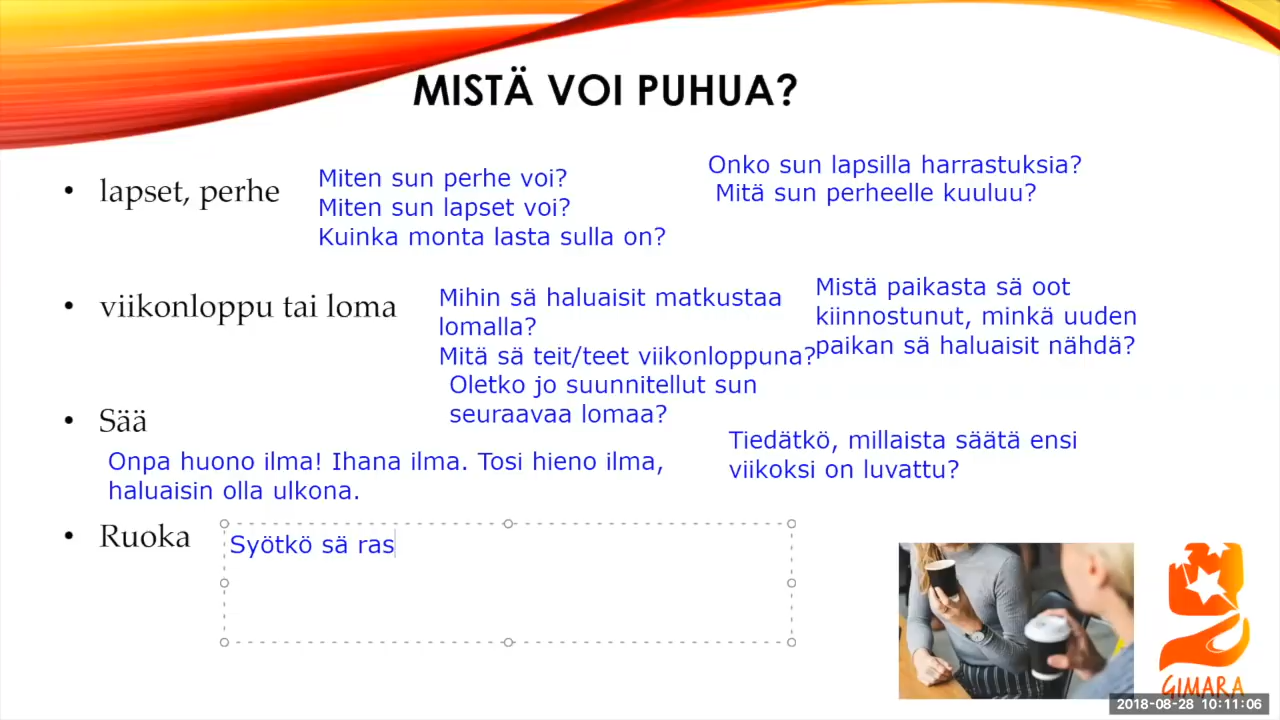 MISTÄ VOI PUHUA?
• lapset, perhe
Miten sun perhe voi?
Miten sun lapset voi?
Kuinka monta lasta sulla on?
Onko sun lapsilla harrastuksia?
Mitä sun perheelle kuuluu?
• viikonloppu tai loma
Mihin sä haluaisit matkustaa
lomalla?
Mitä sä teit/teet viikonloppuna?
Oletko jo suunnitellut sun
seuraavaa lomaa?
Mistä paikasta sä oot
kiinnostunut, minkä uuden
paikan sä haluaisit nähdä?
• Sää
Onpa huono ilma! Ihana ilma. Tosi hieno ilma,
haluaisin olla ulkona.
Tiedätkö, millaista säätä ensi
viikoksi on luvattu?
• Ruoka
Syötkö sä ras
GIMARA
2018-08-28 10:11:06